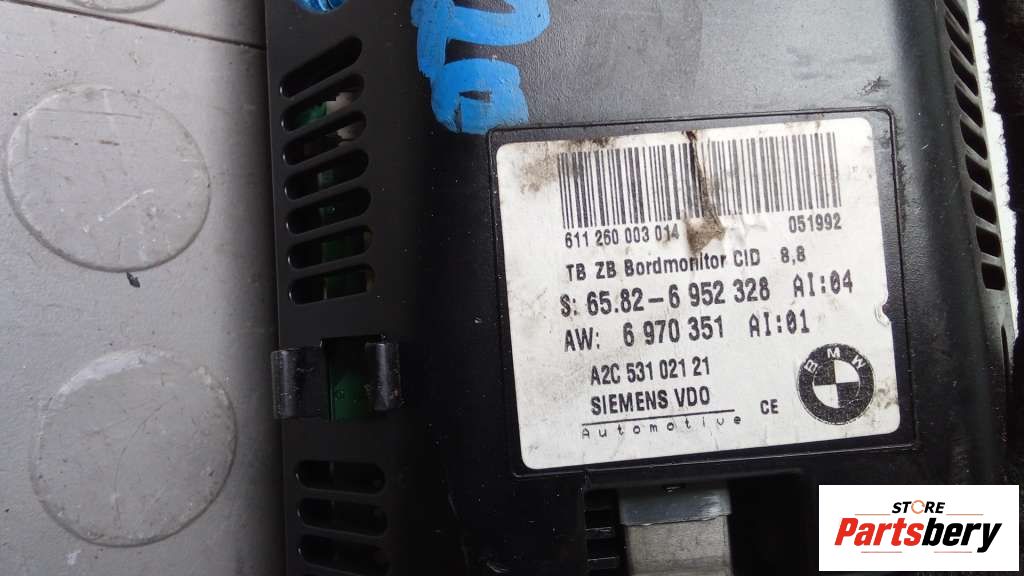 611 260 003 014 051992
TB ZB Bordmonitor CID 8,8
S: 65.82-6 952 328 AI:04
AW: 6 970 351 AI:01
A2C 531 021 21
SIEMENS VDO
Automotive
CE
BMW
STORE
Partsbery